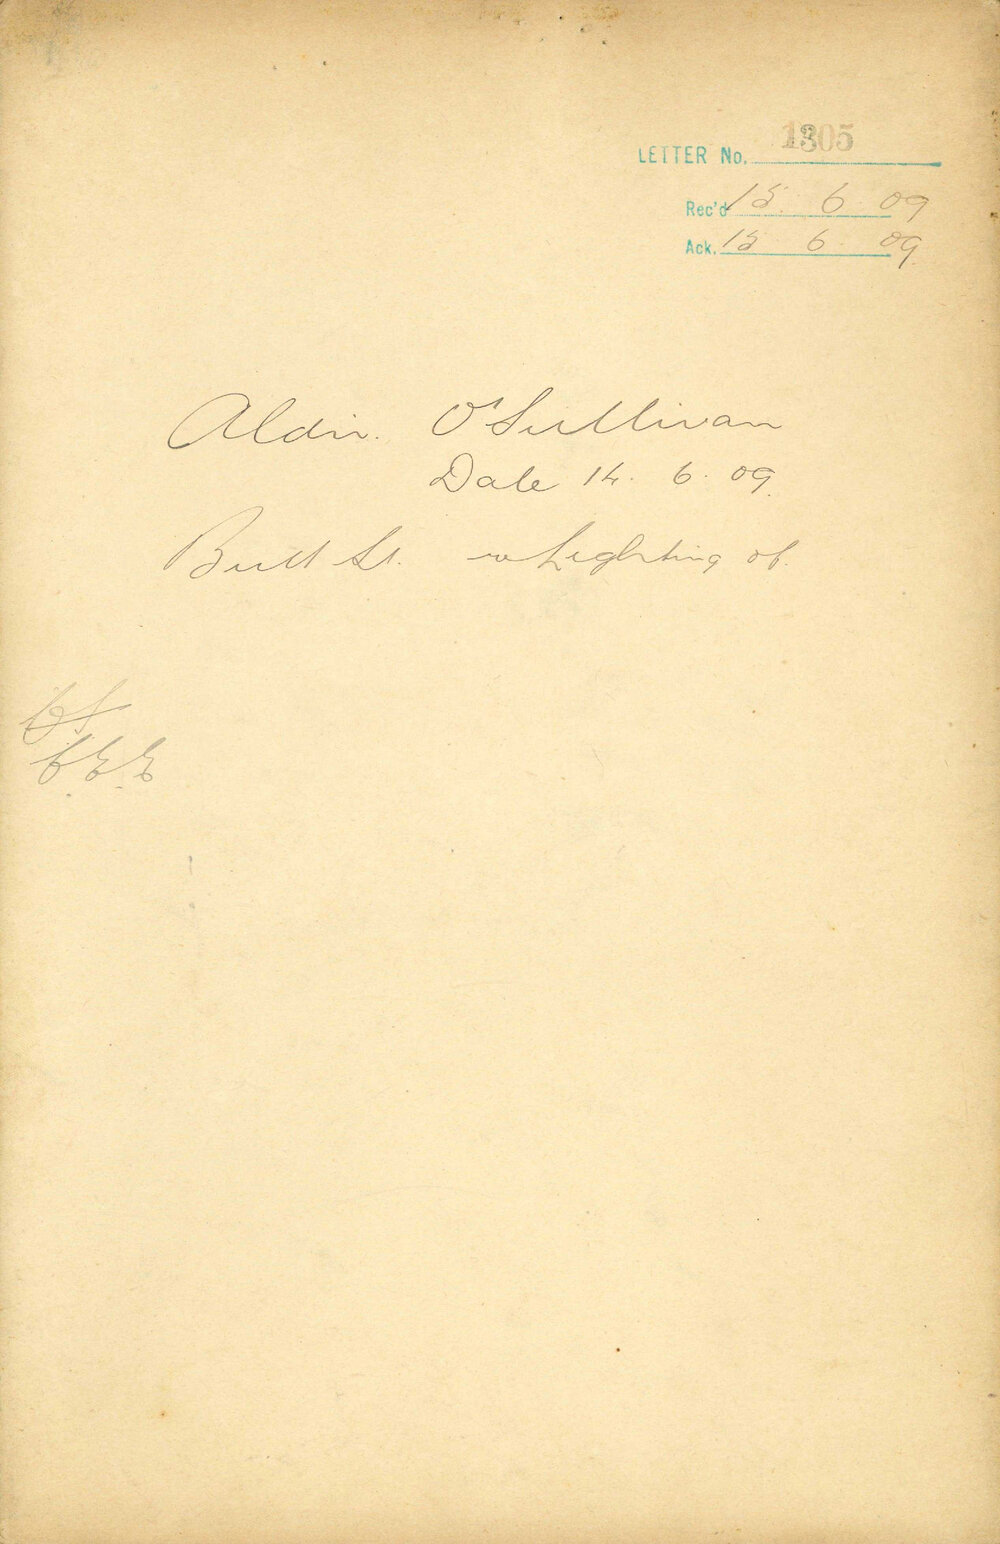 LETTER No. 1305
Rec'd 15. 6. 09
Ack. 15 6. 09.
Aldn. O'Sullivan
Date 14. 6. 09.
Butt St. re Lighting of.
C.E.E.